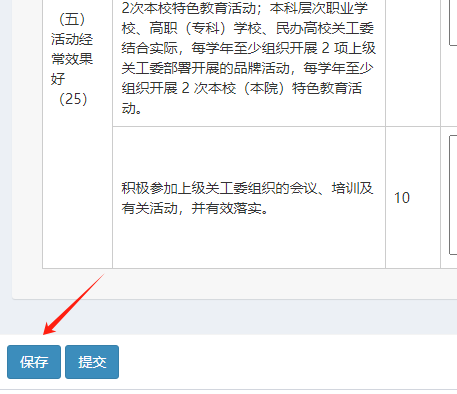 2次本校特色教育活动；本科层次职业学
校、高职（专科）学校、民办高校关工委
结合实际，每学年至少组织开展 2 项上级
关工委部署开展的品牌活动，每学年至少
组织开展 2 次本校（本院）特色教育活
动。
（五）
活动经
常效果
好
（25）
积极参加上级关工委组织的会议、培训及
有关活动，并有效落实。
10
保存
提交